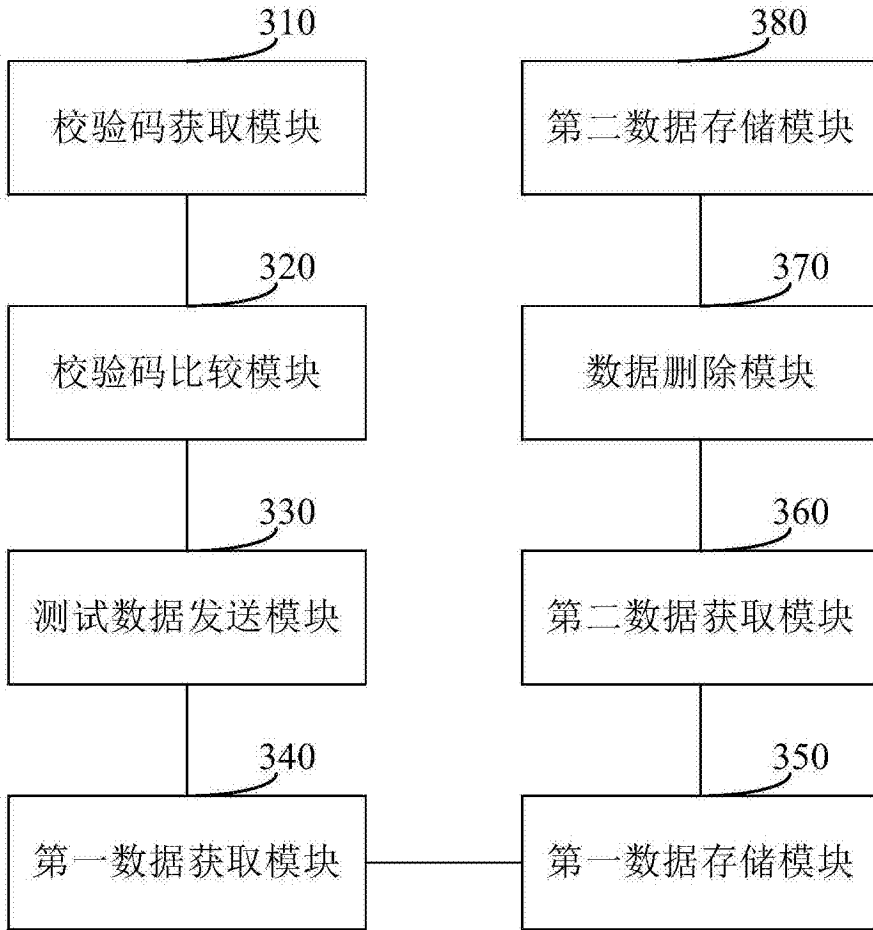 310
校验码获取模块
320
校验码比较模块
330
测试数据发送模块
340
第一数据获取模块
380
第二数据存储模块
370
数据删除模块
360
第二数据获取模块
350
第一数据存储模块